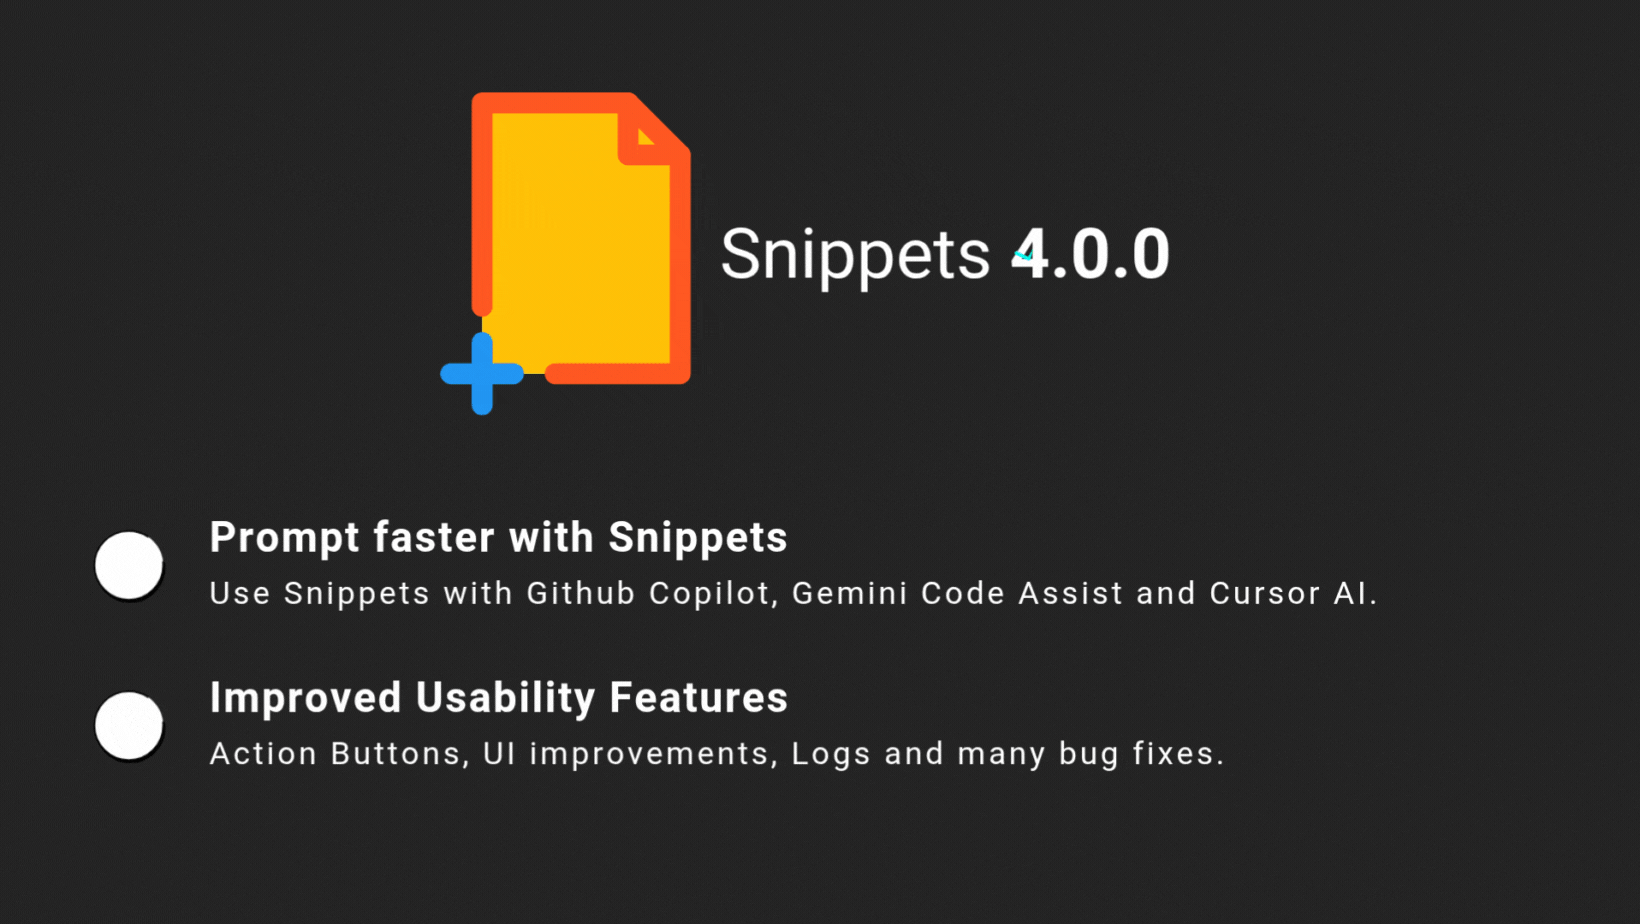 Snippets 4.0.0
Prompt faster with Snippets
Use Snippets with Github Copilot, Gemini Code Assist and Cursor AI.
Improved Usability Features
Action Buttons, UI improvements, Logs and many bug fixes.